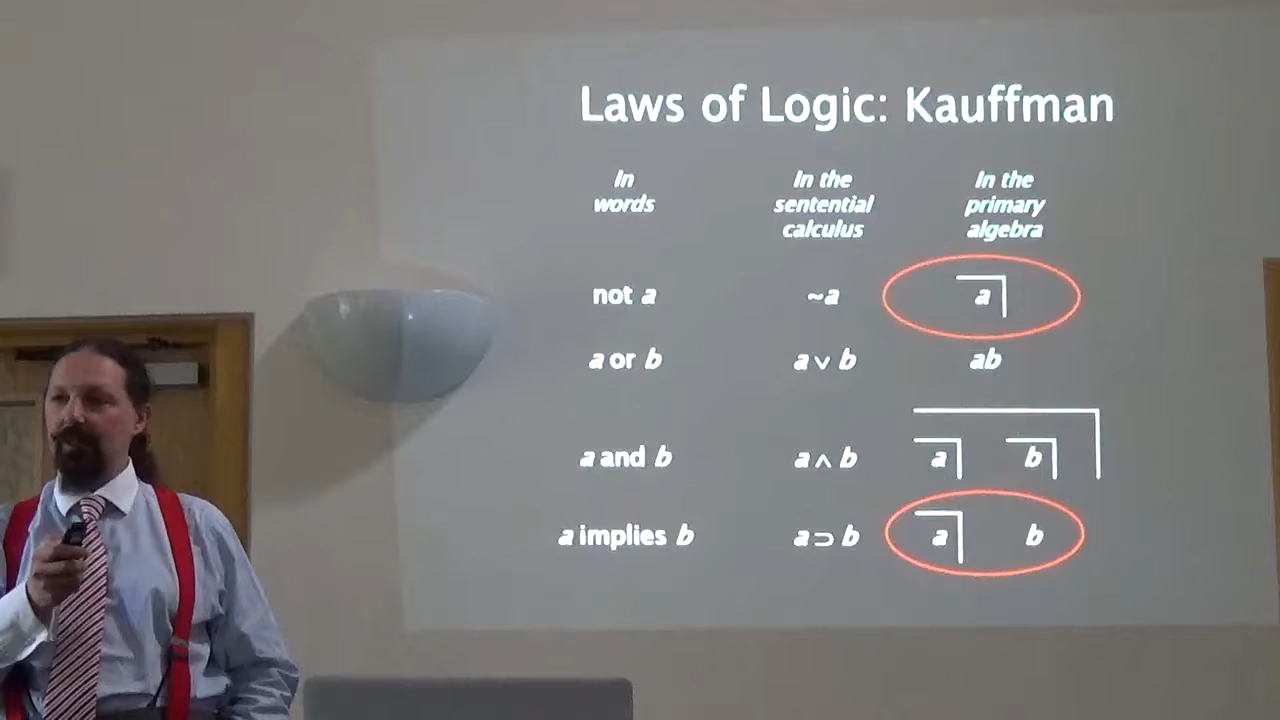 Laws of Logic: Kauffman
In words
In the sentential calculus
In the primary algebra
not a
~a
a
a or b
a ∨ b
ab
a and b
a ∧ b
a b
a implies b
a ⊃ b
a b